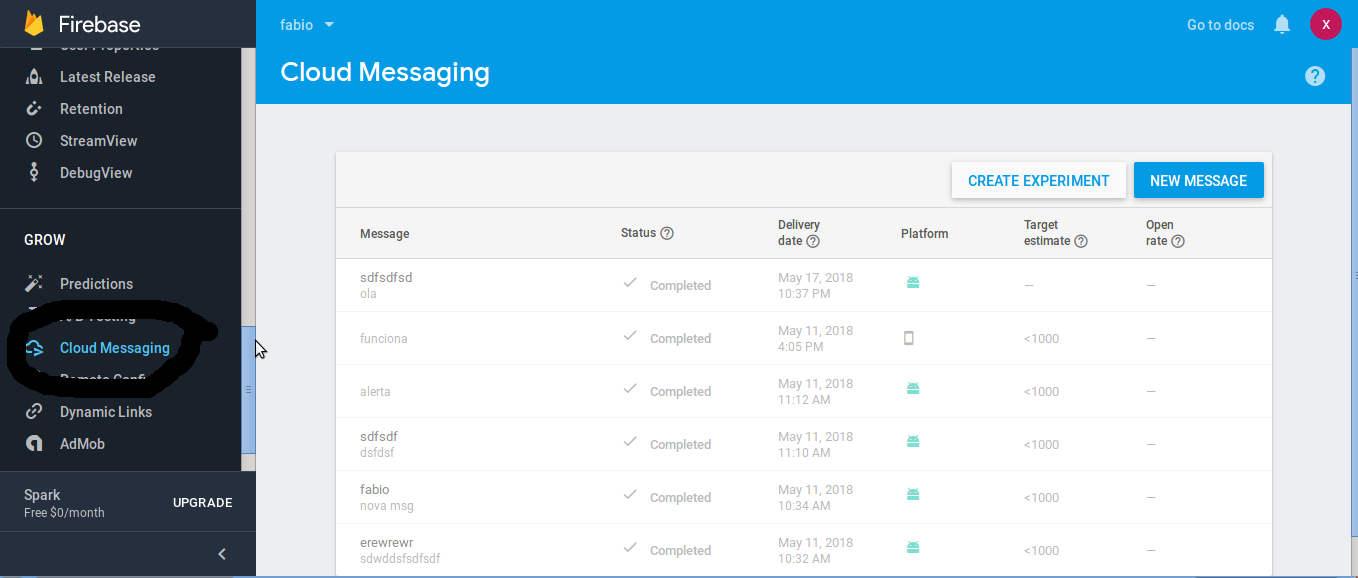 Firebase
fabio
Go to docs
X
Cloud Messaging
?
Latest Release
Retention
StreamView
DebugView
GROW
Predictions
A/B Testing
Cloud Messaging
Dynamic Links
AdMob
Spark
Free $0/month
UPGRADE
CREATE EXPERIMENT
NEW MESSAGE
Message
Status ?
Delivery
date ?
Platform
Target
estimate ?
Open
rate ?
sdfsdfsd
ola
Completed
May 17, 2018
10:37 PM
—
—
funciona
Completed
May 11, 2018
4:05 PM
<1000
—
alerta
Completed
May 11, 2018
11:12 AM
<1000
—
sdfsdf
dsfdsf
Completed
May 11, 2018
11:10 AM
<1000
—
fabio
nova msg
Completed
May 11, 2018
10:34 AM
<1000
—
erewrewr
sdwddsfsdfsdf
Completed
May 11, 2018
10:32 AM
<1000
—